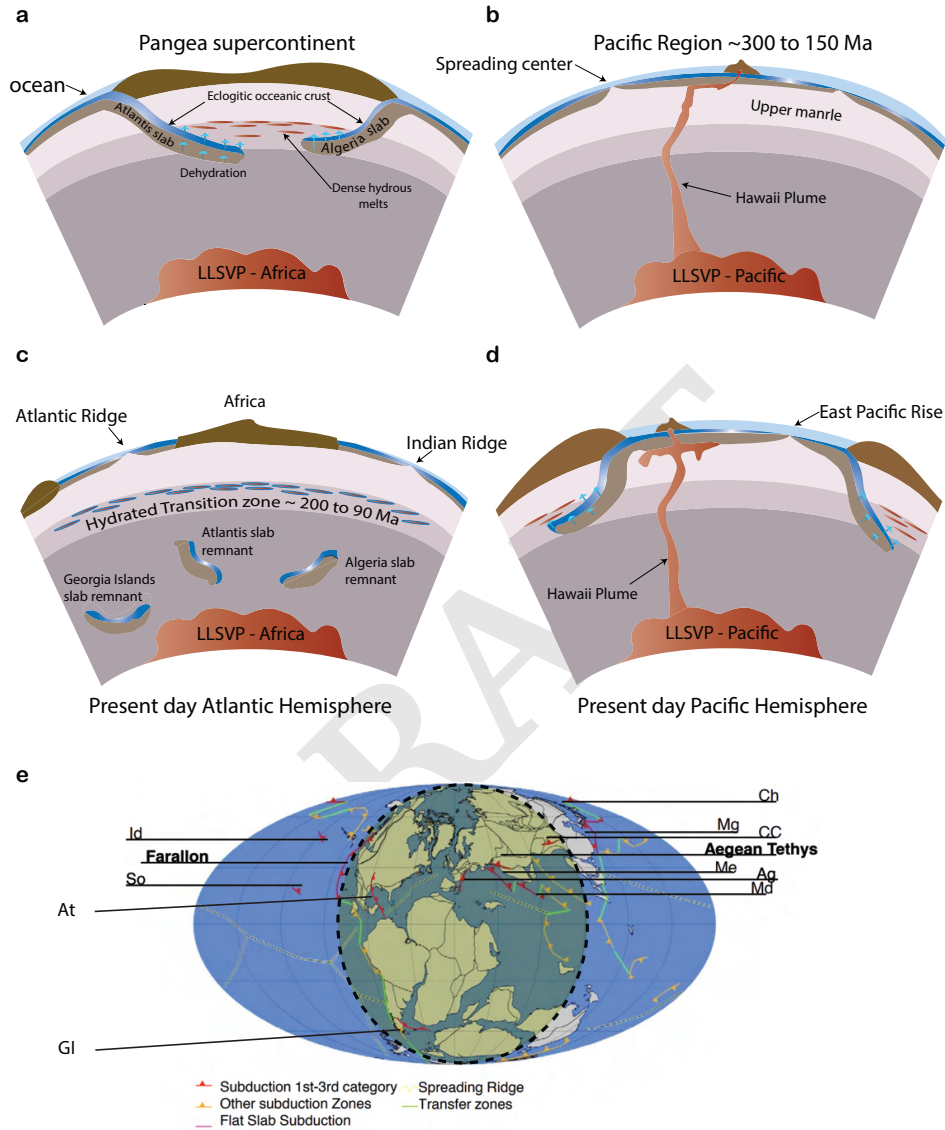 a
Pangea supercontinent
ocean
Atlantis slab
Eclogitic occeanic crust
Algeria slab
Dehydration
Dense hydrous
melts
LLSVP - Africa
b
Pacific Region ~300 to 150 Ma
Spreading center
Upper manrle
Hawaii Plume
LLSVP - Pacific
c
Africa
Atlantic Ridge
Indian Ridge
Hydrated Transition zone ~ 200 to 90 Ma
Atlantis slab
remnant
Algeria slab
remnant
Georgia Islands
slab remnant
LLSVP - Africa
Present day Atlantic Hemisphere
d
East Pacific Rise
Hawaii Plume
LLSVP - Pacific
Present day Pacific Hemisphere
e
Ch
Id
Mg
CC
Farallon
Aegean Tethys
Me
So
Ag
Md
At
GI
Subduction 1st-3rd category
Spreading Ridge
Other subduction Zones
Transfer zones
Flat Slab Subduction